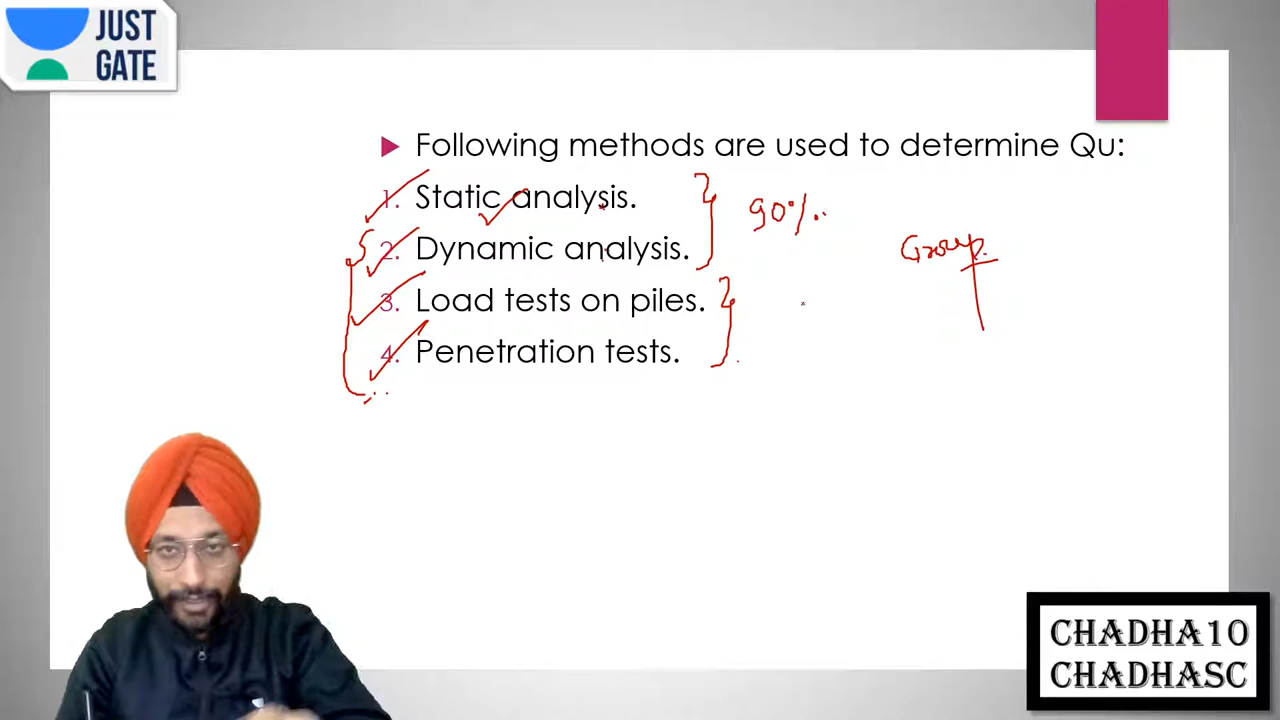 JUST
GATE
Following methods are used to determine Qu:
1. Static analysis.
90%.
2. Dynamic analysis.
Group.
3. Load tests on piles.
4. Penetration tests.
CHADHA10
CHADHASC